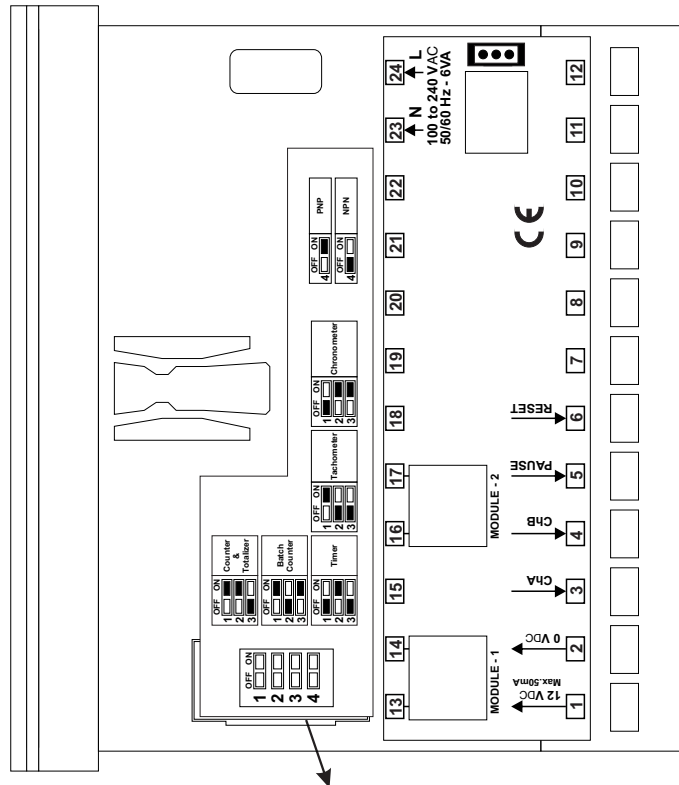 OFF ON
1
2
3
4
OFF ON
1
2
3
Counter
&
Totalizer
OFF ON
1
2
3
Batch
Counter
OFF ON
1
2
3
Timer
OFF ON
1
2
3
Tachometer
OFF ON
1
2
3
Chronometer
OFF ON
4
PNP
OFF ON
4
NPN
13 14 15 16 17 18 19 20 21 22 23 24
N L
100 to 240 VAC
50/60 Hz - 6VA
MODULE - 1
MODULE - 2
CE
12 VDC
Max.50mA
0 VDC
ChA
ChB
PAUSE
RESET
1 2 3 4 5 6 7 8 9 10 11 12